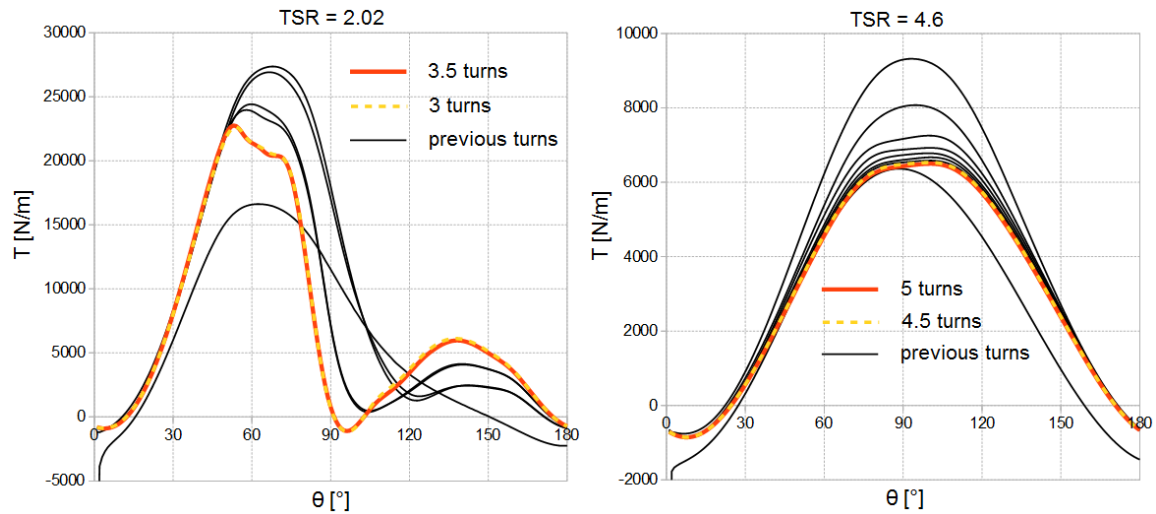 TSR = 2.02
30000
25000
20000
15000
10000
5000
0
-5000
T [N/m]
0 30 60 90 120 150 180
θ [°]
3.5 turns
3 turns
previous turns
TSR = 4.6
10000
8000
6000
4000
2000
0
-2000
T [N/m]
0 30 60 90 120 150 180
θ [°]
5 turns
4.5 turns
previous turns